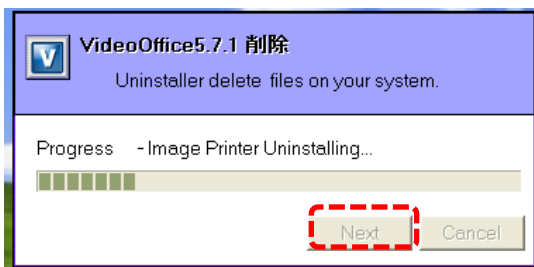 VideoOffice5.7.1 削除
Uninstaller delete files on your system.
Progress -Image Printer Uninstalling...
Next Cancel